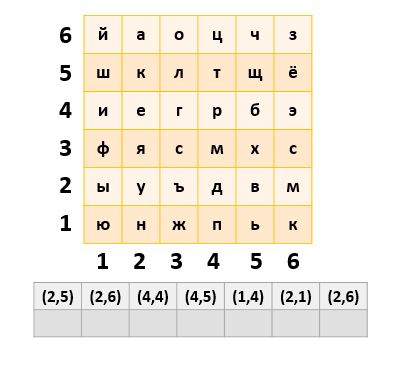 6 й а о ц ч з
5 ш к л т щ ё
4 и е г р б э
3 ф я с м х с
2 ы у ъ д в м
1 ю н ж п ь к
1 2 3 4 5 6
(2,5) (2,6) (4,4) (4,5) (1,4) (2,1) (2,6)